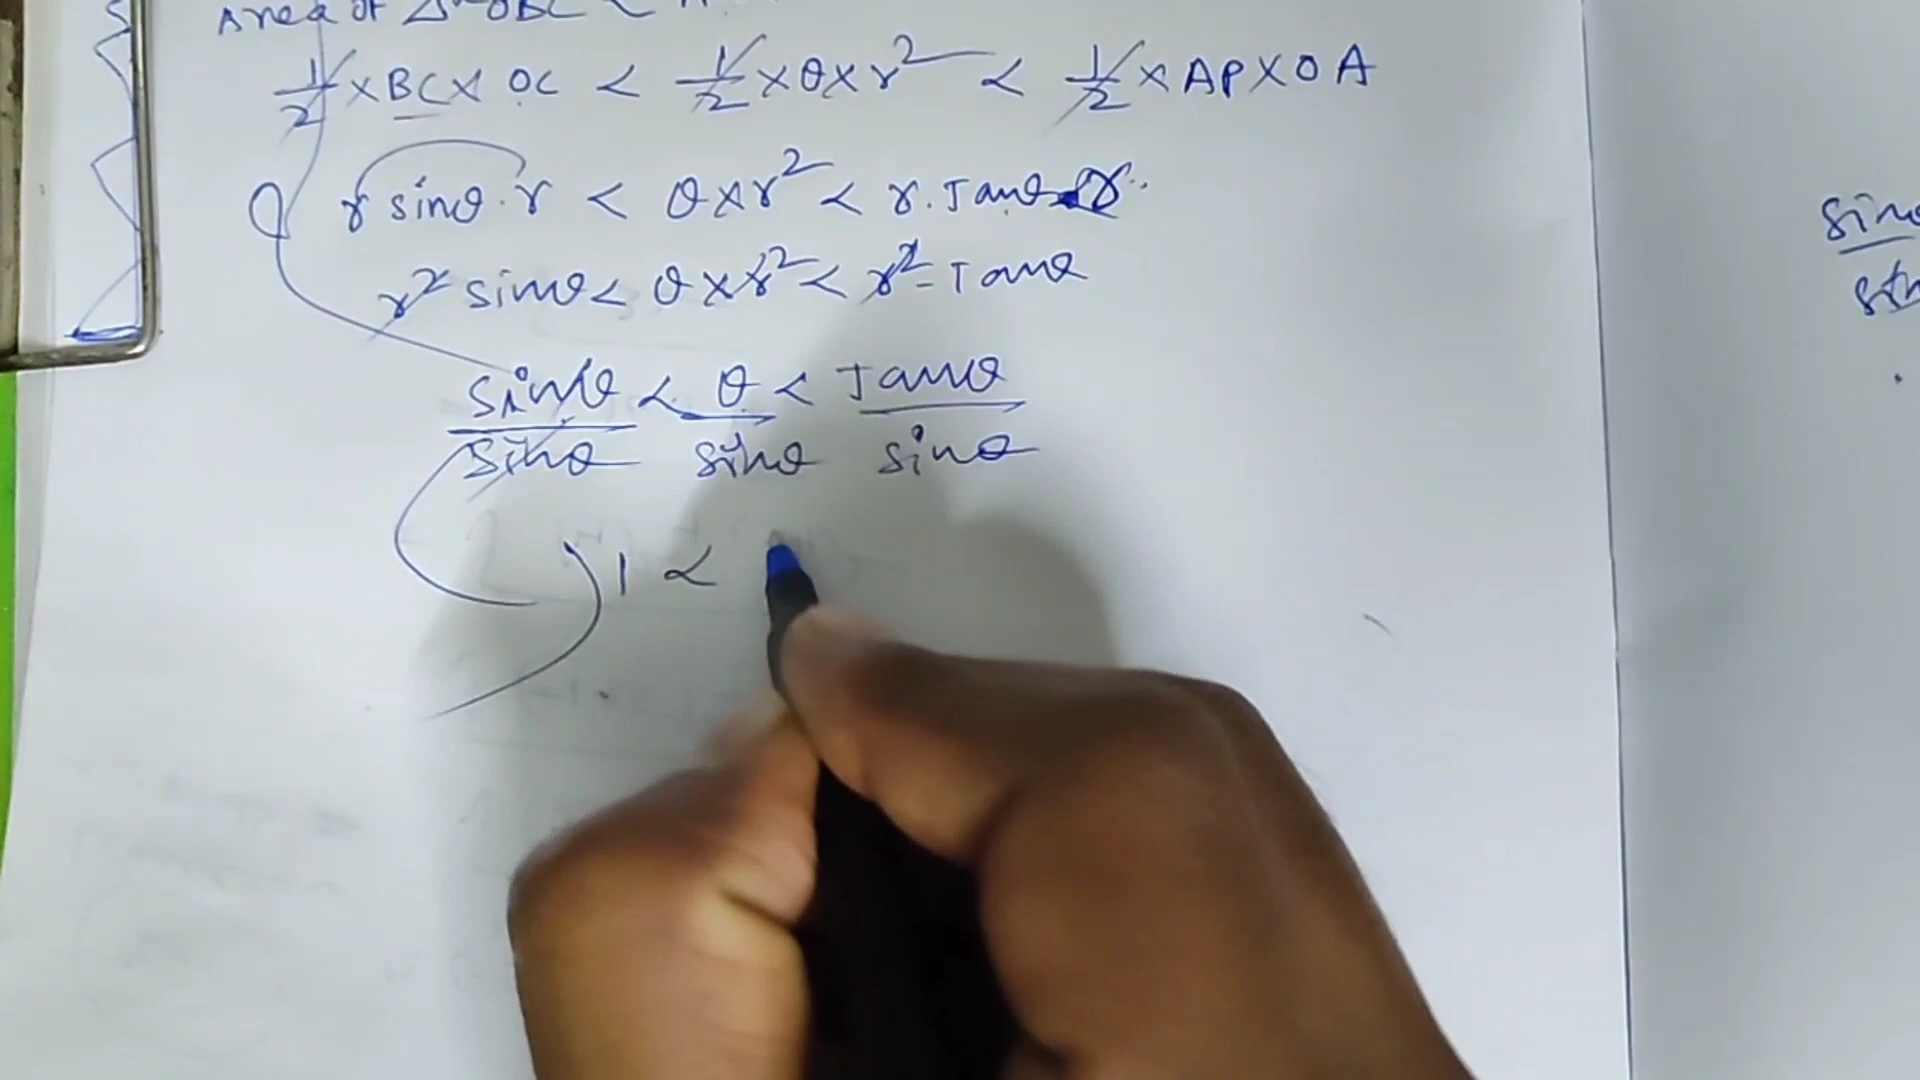 Area of Δ OBC <
1/2 × BC × OC < 1/2 × θ × r² < 1/2 × AP × OA
r sinθ · r < θ × r² < r . Tanθ r
r² sinθ < θ × r² < r² Tanθ
sinθ/sinθ < θ/sinθ < Tanθ/sinθ
1 <